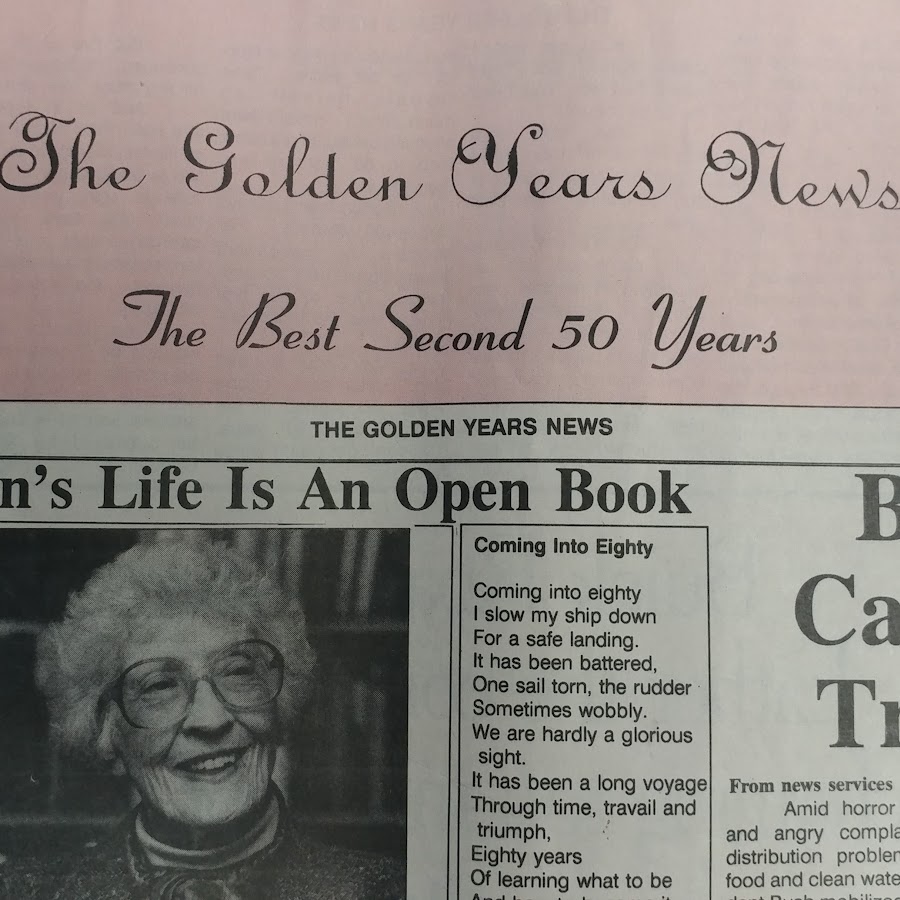 The Golden Years News
The Best Second 50 Years
THE GOLDEN YEARS NEWS
n's Life Is An Open Book
Coming Into Eighty
Coming into eighty
I slow my ship down
For a safe landing.
It has been battered,
One sail torn, the rudder
Sometimes wobbly.
We are hardly a glorious
sight.
It has been a long voyage
Through time, travail and
triumph,
Eighty years
Of learning what to be
B
Ca
Tr
From news services
Amid horror
and angry compla
distribution problem
food and clean wate